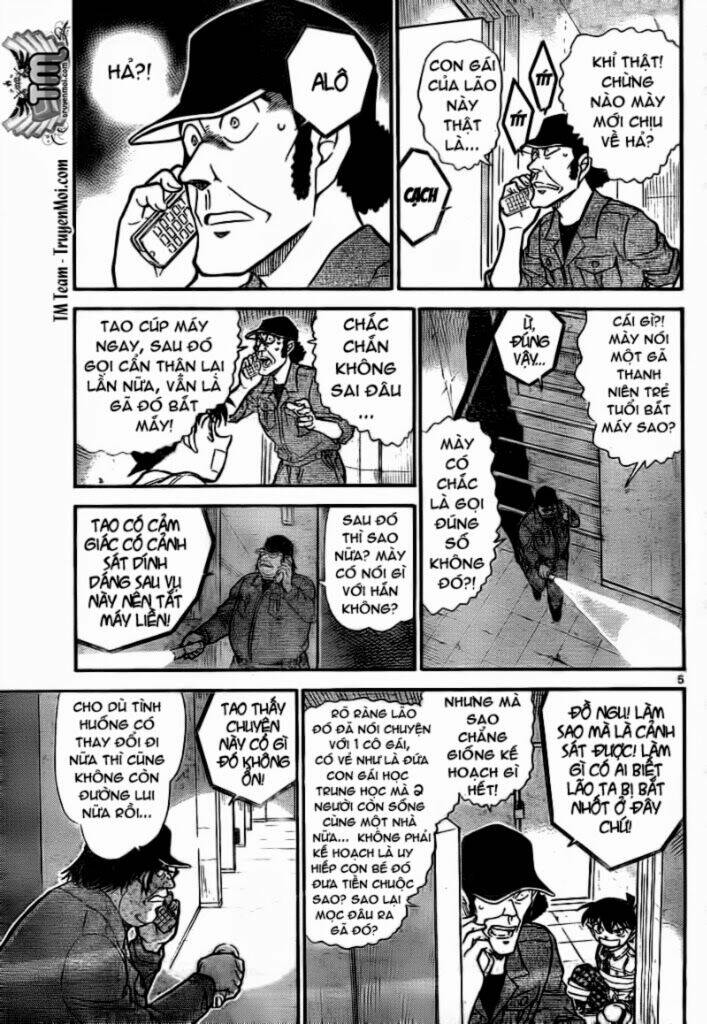 KHỈ THẬT!
CHỪNG
NÀO MÀY
MỚI CHỊU
VỀ HẢ?
TÍT
TÍT
CON GÁI
CỦA LÃO
NÀY
THẬT
LÀ...
CẠCH
ALÔ
HẢ?!
CÁI GÌ?!
MÀY NÓI
MỘT GÃ
THANH
NIÊN TRẺ
TUỔI BẮT
MÁY SAO?
Ừ,
ĐÚNG
VẬY...
MÀY
CÓ
CHẮC
LÀ GỌI
ĐÚNG
SỐ
KHÔNG
ĐÓ?!
CHẮC
CHẮN
KHÔNG
SAI ĐÂU
...
TAO CÚP MÁY
NGAY, SAU ĐÓ
GỌI CẨN THẬN LẠI
LẦN NỮA, VẪN LÀ
GÃ ĐÓ BẮT
MẤY!
SAU ĐÓ
THÌ SAO
NỮA? MÀY
CÓ NÓI GÌ
VỚI HẮN
KHÔNG?
TAO CÓ CẢM
GIÁC CÓ CẢNH
SÁT DÍNH
DÁNG SAU VỤ
NÀY NÊN TẮT
MÁY LIỀN!
5
ĐỒ NGU! LÀM
SAO MÀ LÀ CẢNH
SÁT ĐƯỢC! LÀM
GÌ CÓ AI BIẾT
LÃO TA BỊ BẮT
NHỐT Ở ĐÂY
CHỨ!
NHƯNG MÀ
SAO
CHẲNG
GIỐNG KẾ
HOẠCH GÌ
HẾT!
RÕ RÀNG LÃO
ĐÓ ĐÃ NÓI CHUYỆN
VỚI 1 CÔ GÁI,
CÓ VẺ NHƯ LÀ ĐỨA
CON GÁI HỌC
TRUNG HỌC MÀ 2
NGƯỜI CÒN SỐNG
CÙNG MỘT NHÀ
NỮA... KHÔNG PHẢI
KẾ HOẠCH LÀ UY
HIẾP CON BÉ ĐÓ
ĐƯA TIỀN CHUỘC
SAO? SAO LẠI
MỌC ĐÂU RA
GÃ ĐÓ?
TAO THẤY
CHUYỆN
NÀY CÓ GÌ
ĐÓ KHÔNG
ỔN!
CHO DÙ TÌNH
HUỐNG CÓ
THAY ĐỔI ĐI
NỮA THÌ CŨNG
KHÔNG CÒN
ĐƯỜNG LUI
NỮA RỒI...
TM
truyenmoi.com
TM Team - TruyenMoi.com